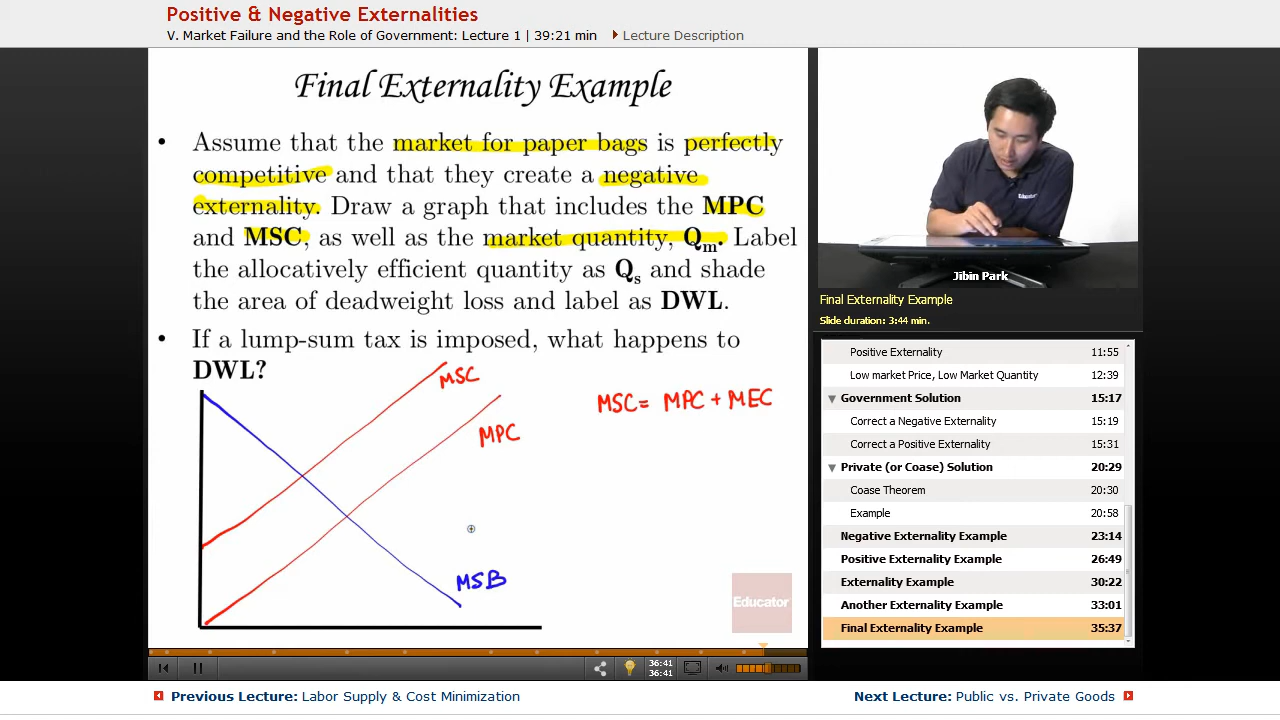 Positive & Negative Externalities
V. Market Failure and the Role of Government: Lecture 1 | 39:21 min
Lecture Description
Final Externality Example
• Assume that the market for paper bags is perfectly
competitive and that they create a negative
externality. Draw a graph that includes the MPC
and MSC, as well as the market quantity, Qm. Label
the allocatively efficient quantity as Qs and shade
the area of deadweight loss and label as DWL.
• If a lump-sum tax is imposed, what happens to
DWL?
MSC
MSC= MPC + MEC
MPC
MSB
Educator
36:41
36:41
Educator
Jibin Park
Final Externality Example
Slide duration: 3:44 min.
Positive Externality 11:55
Low market Price, Low Market Quantity 12:39
Government Solution 15:17
Correct a Negative Externality 15:19
Correct a Positive Externality 15:31
Private (or Coase) Solution 20:29
Coase Theorem 20:30
Example 20:58
Negative Externality Example 23:14
Positive Externality Example 26:49
Externality Example 30:22
Another Externality Example 33:01
Final Externality Example 35:37
Previous Lecture: Labor Supply & Cost Minimization
Next Lecture: Public vs. Private Goods